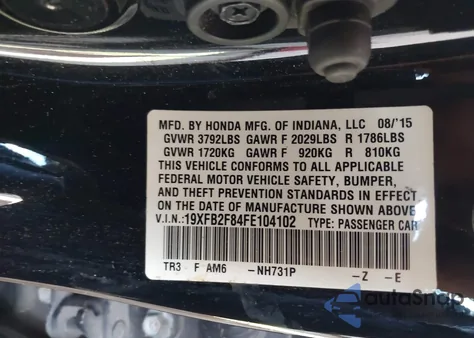 MFD. BY HONDA MFG. OF INDIANA, LLC 08/'15
GVWR 3792LBS GAWR F 2029LBS R 1786LBS
GVWR 1720KG GAWR F 920KG R 810KG
THIS VEHICLE CONFORMS TO ALL APPLICABLE
FEDERAL MOTOR VEHICLE SAFETY, BUMPER,
AND THEFT PREVENTION STANDARDS IN EFFECT
ON THE DATE OF MANUFACTURE SHOWN ABOVE
V.I.N.:19XFB2F84FE104102 TYPE: PASSENGER CAR
TR3 F AM6 -NH731P -Z -E
AutaSnap